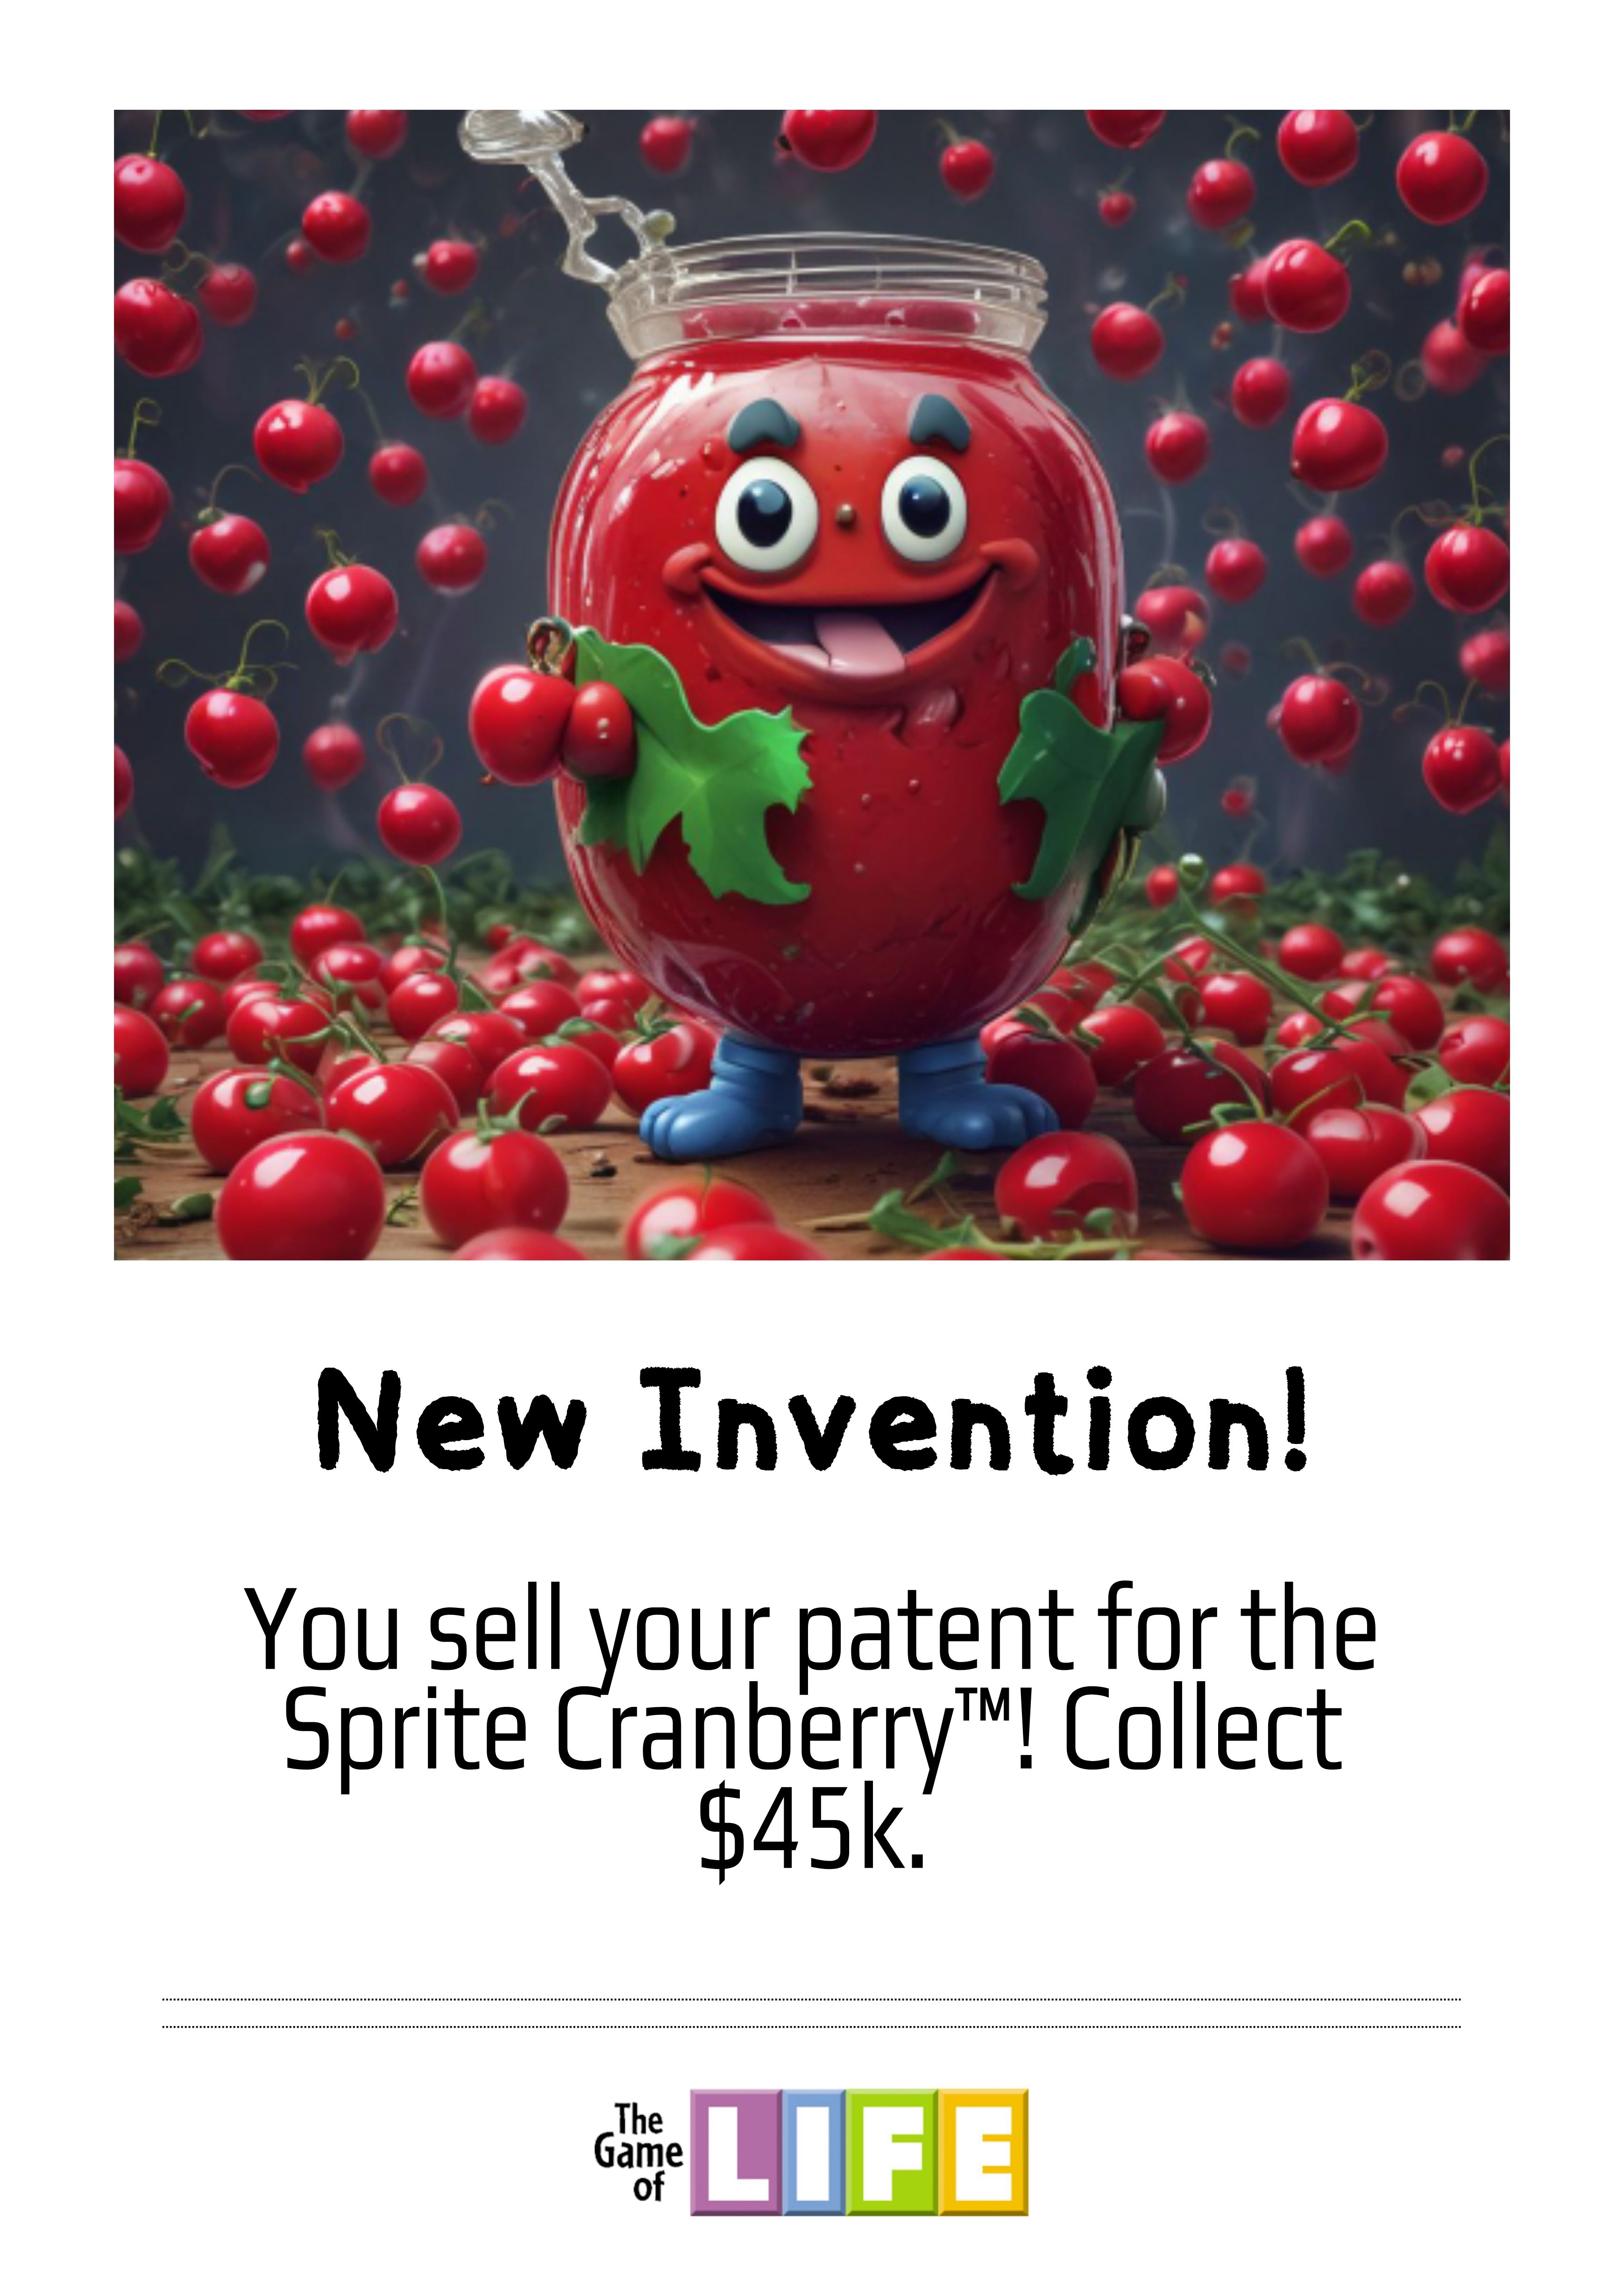 New Invention!
You sell your patent for the
Sprite Cranberry™! Collect
$45k.
The
Game
of
LIFE